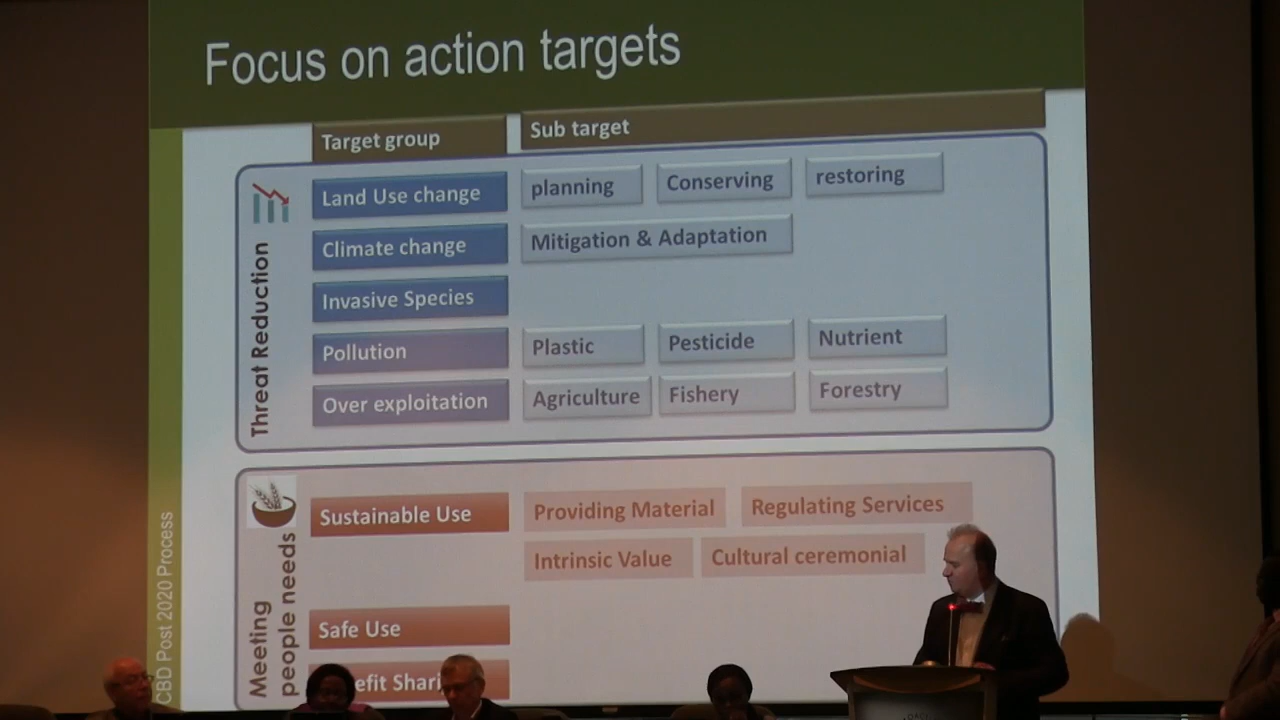 Focus on action targets
Target group
Sub target
Threat Reduction
Land Use change
planning
Conserving
restoring
Climate change
Mitigation & Adaptation
Invasive Species
Pollution
Plastic
Pesticide
Nutrient
Over exploitation
Agriculture
Fishery
Forestry
Meeting
people needs
Sustainable Use
Providing Material
Regulating Services
Intrinsic Value
Cultural ceremonial
Safe Use
CBD Post 2020 Process